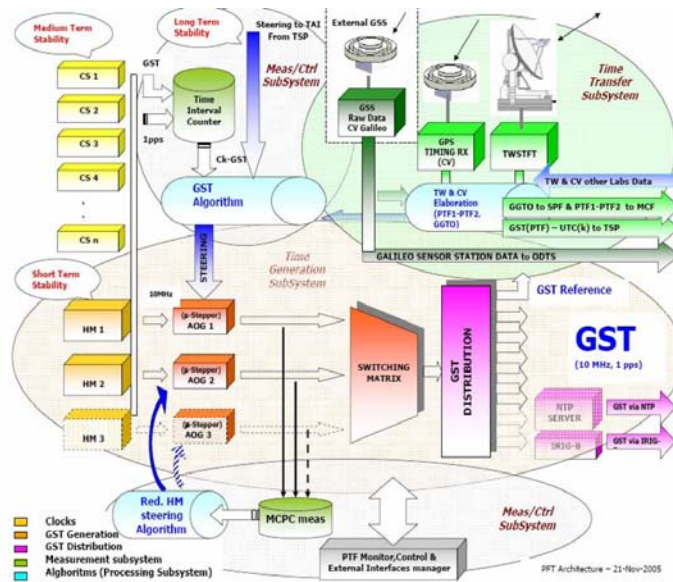 Medium Term
Stability
Long Term
Stability
Steering to TAI
From TSP
Meas/Ctrl
SubSystem
External GSS
Time
Transfer
SubSystem
CS 1
CS 2
CS 3
CS 4
CS n
GST
1pps
Time
Interval
Counter
Ck-GST
GST
Algorithm
GSS
Raw Data
CV Galileo
GPS
TIMING RX
(CV)
TWSTFT
TW & CV Elaboration
(PTF1-PTF2,
GGTO)
TW & CV other Labs Data
GGTO to SPF & PTF1-PTF2 to MCF
GST(PTF) – UTC(k) to TSP
GALILEO SENSOR STATION DATA to ODTS
STEERING
Time
Generation SubSystem
Short Term
Stability
10MHz
HM 1
HM 2
HM 3
(µ-Stepper)
AOG 1
(µ-Stepper)
AOG 2
(µ-Stepper)
AOG 3
SWITCHING
MATRIX
GST
DISTRIBUTION
GST Reference
GST
(10 MHz, 1 pps)
NTP
SERVER
GST via NTP
IRIG-B
GST via IRIG-
Red. HM
steering
Algorithm
MCPC meas
Meas/Ctrl
SubSystem
PTF Monitor,Control &
External Interfaces manager
Clocks
GST Generation
GST Distribution
Measurement subsystem
Alghoritms (Processing Subsystem)
PFT Architecture – 21-Nov-2005